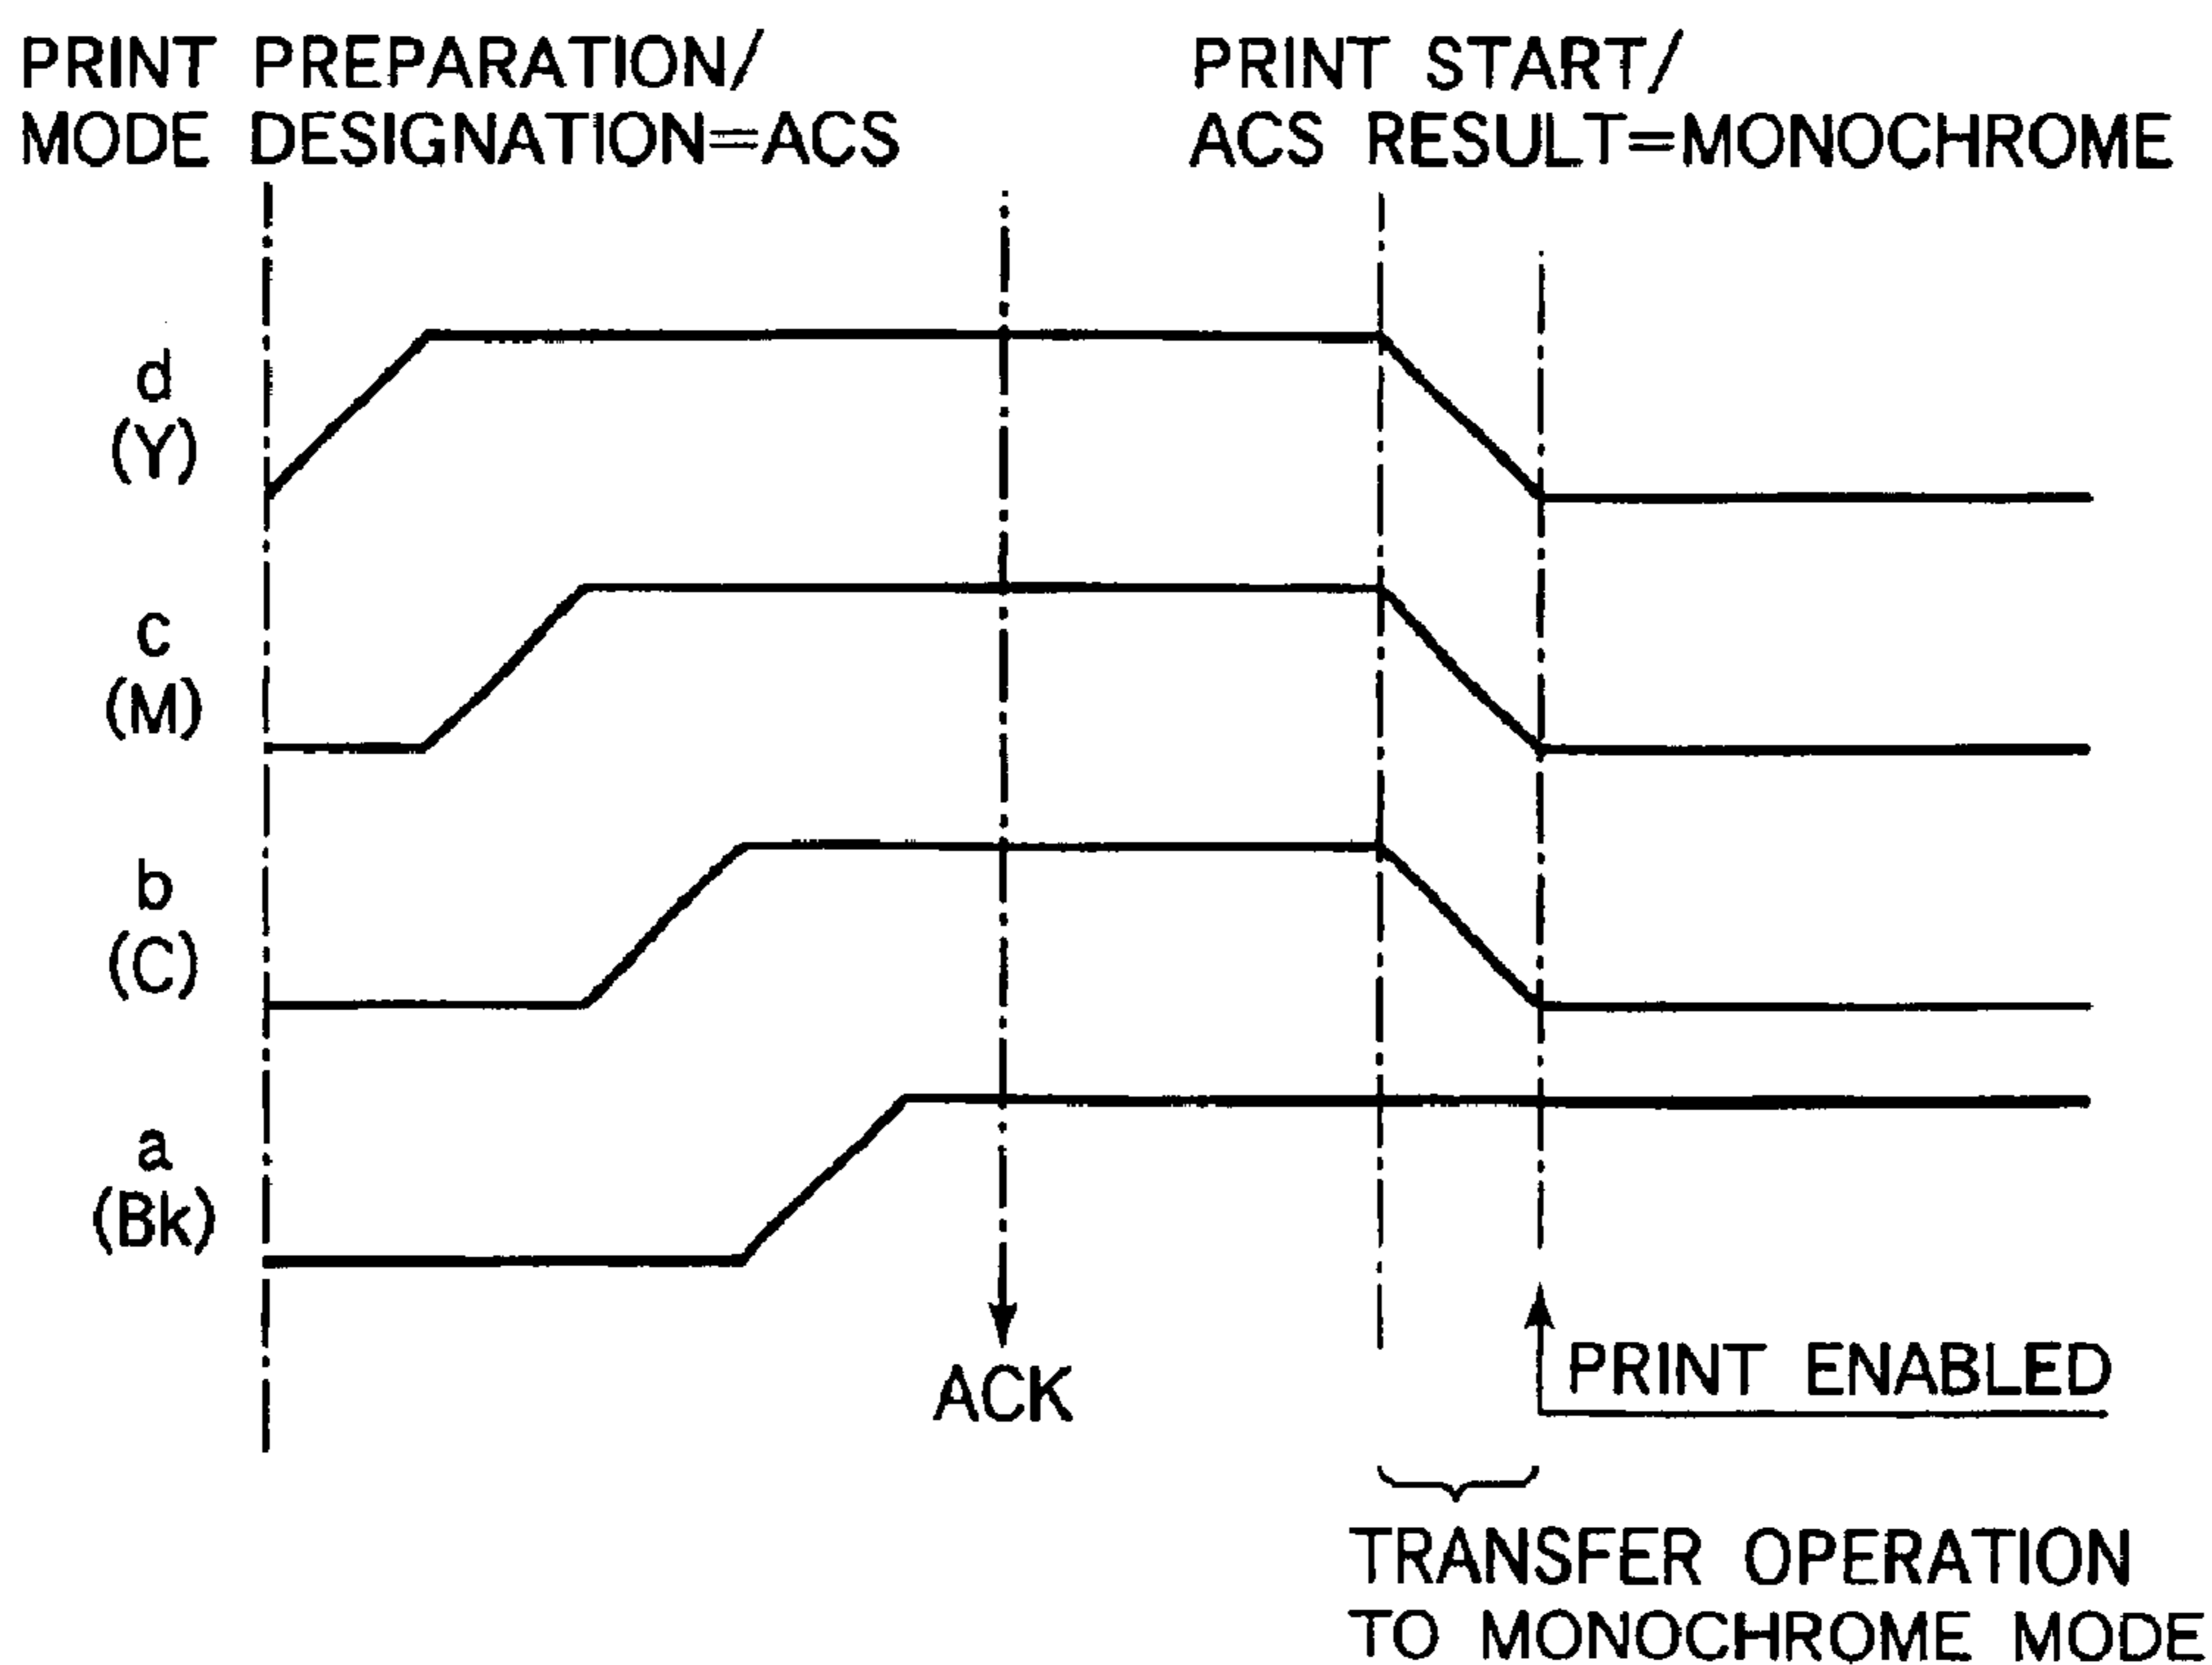 PRINT PREPARATION/
MODE DESIGNATION=ACS
PRINT START/
ACS RESULT=MONOCHROME
d
(Y)
c
(M)
b
(C)
a
(Bk)
ACK
PRINT ENABLED
TRANSFER OPERATION
TO MONOCHROME MODE